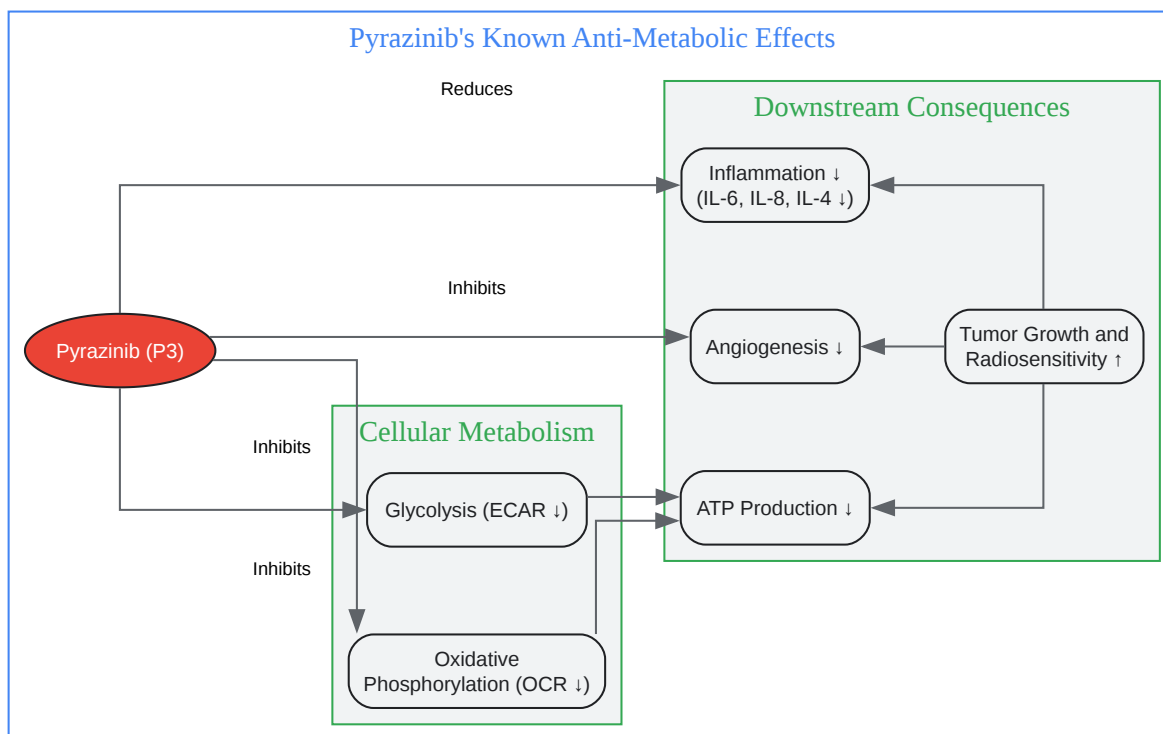 Pyrazinib's Known Anti-Metabolic Effects
Reduces
Downstream Consequences
Inflammation ↓
(IL-6, IL-8, IL-4 ↓)
Inhibits
Pyrazinib (P3)
Angiogenesis ↓
Tumor Growth and
Radiosensitivity ↑
Cellular Metabolism
Inhibits
Glycolysis (ECAR ↓)
ATP Production ↓
Inhibits
Oxidative
Phosphorylation (OCR ↓)